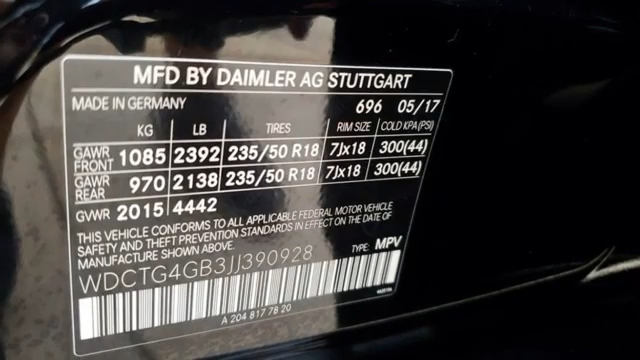 MFD BY DAIMLER AG STUTTGART
MADE IN GERMANY 696 05/17
KG LB TIRES RIM SIZE COLD KPA(PSI)
GAWR FRONT 1085 2392 235/50 R18 7Jx18 300(44)
GAWR REAR 970 2138 235/50 R18 7Jx18 300(44)
GWR 2015 4442
THIS VEHICLE CONFORMS TO ALL APPLICABLE FEDERAL MOTOR VEHICLE
SAFETY AND THEFT PREVENTION STANDARDS IN EFFECT ON THE DATE OF
MANUFACTURE SHOWN ABOVE. TYPE: MPV
WDCTG4GB3JJ390928
A 204 817 78 20